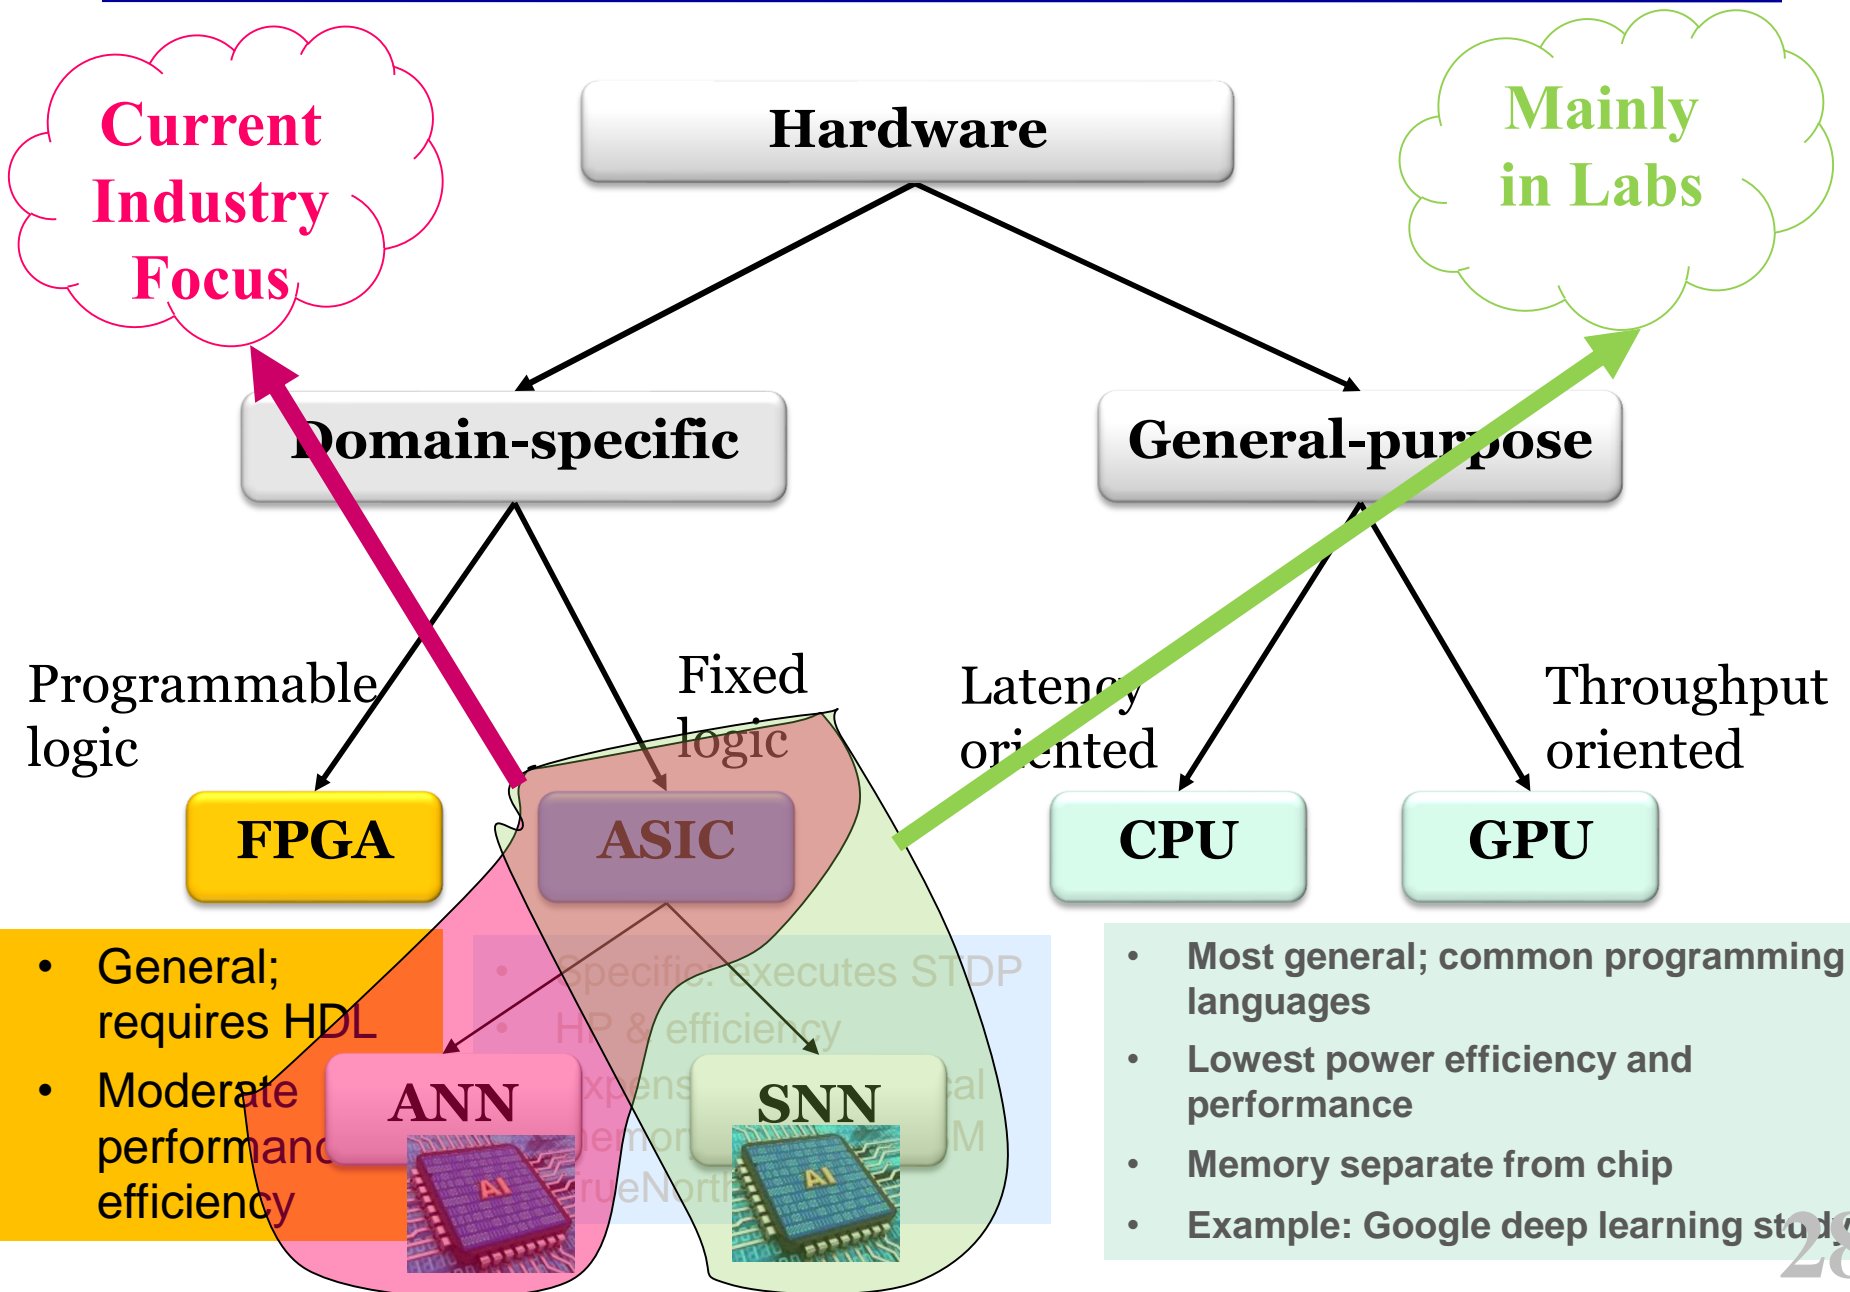 Current
Industry
Focus
Mainly
in Labs
Hardware
Domain-specific
General-purpose
Programmable
logic
Fixed
logic
Latency
oriented
Throughput
oriented
FPGA
ASIC
CPU
GPU
• General;
requires HDL
• Moderate
performance
efficiency
• Specific: executes STDP
• HP & efficiency
ANN
SNN
AI
AI
• Most general; common programming
languages
• Lowest power efficiency and
performance
• Memory separate from chip
• Example: Google deep learning study
28